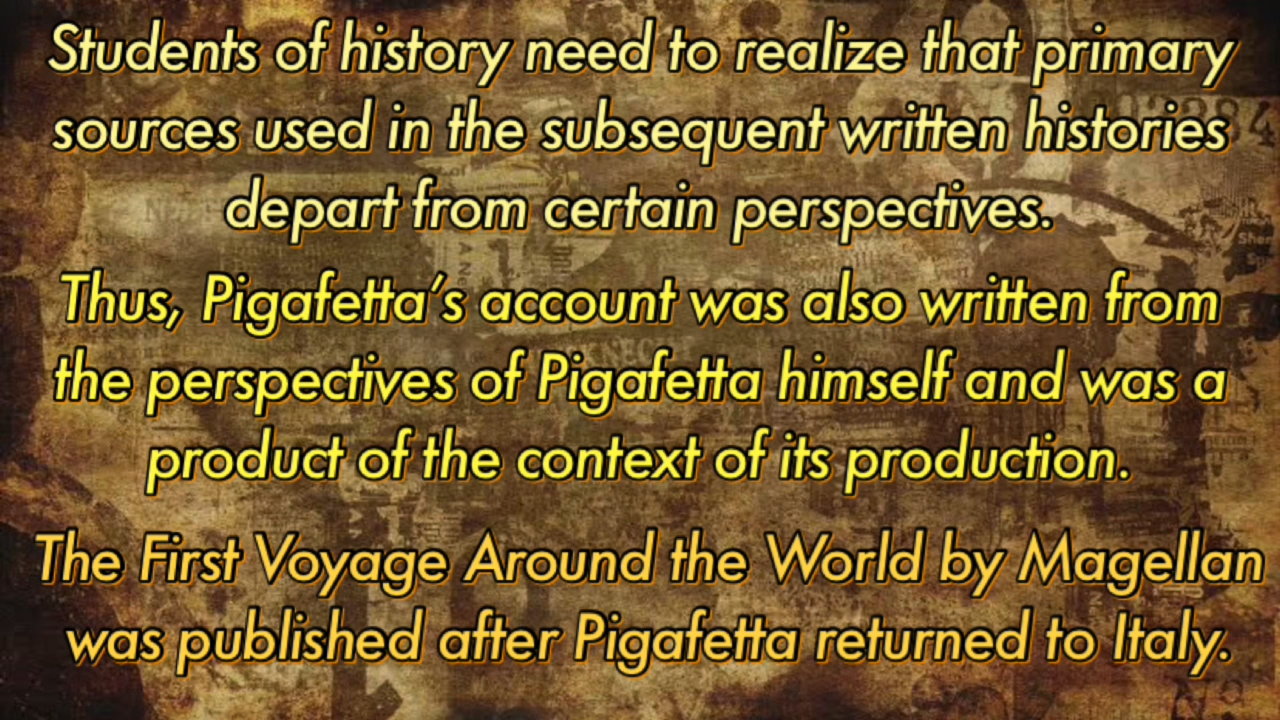 Students of history need to realize that primary
sources used in the subsequent written histories
depart from certain perspectives.
Thus, Pigafetta’s account was also written from
the perspectives of Pigafetta himself and was a
product of the context of its production.
The First Voyage Around the World by Magellan
was published after Pigafetta returned to Italy.